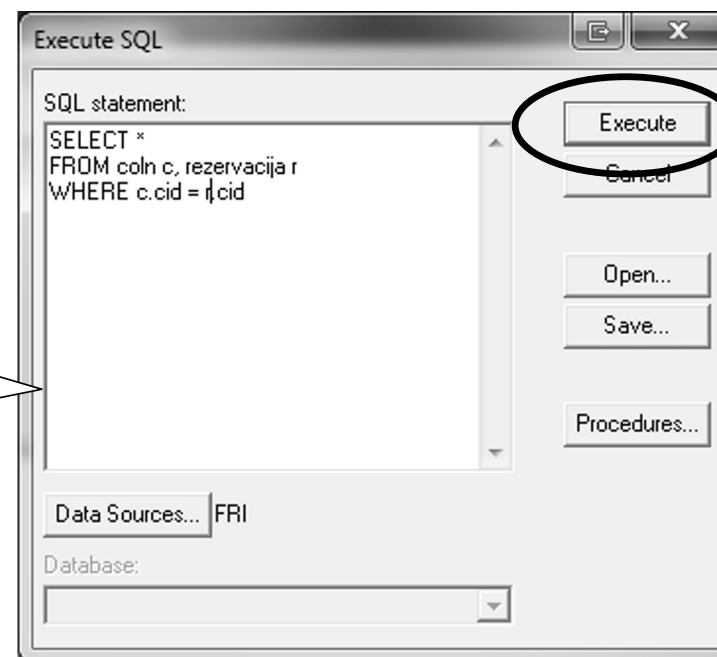 Execute SQL
SQL statement:
SELECT *
FROM coln c, rezervacija r
WHERE c.cid = r.cid
Execute
Cancel
Open...
Save...
Procedures...
Data Sources... FRI
Database: